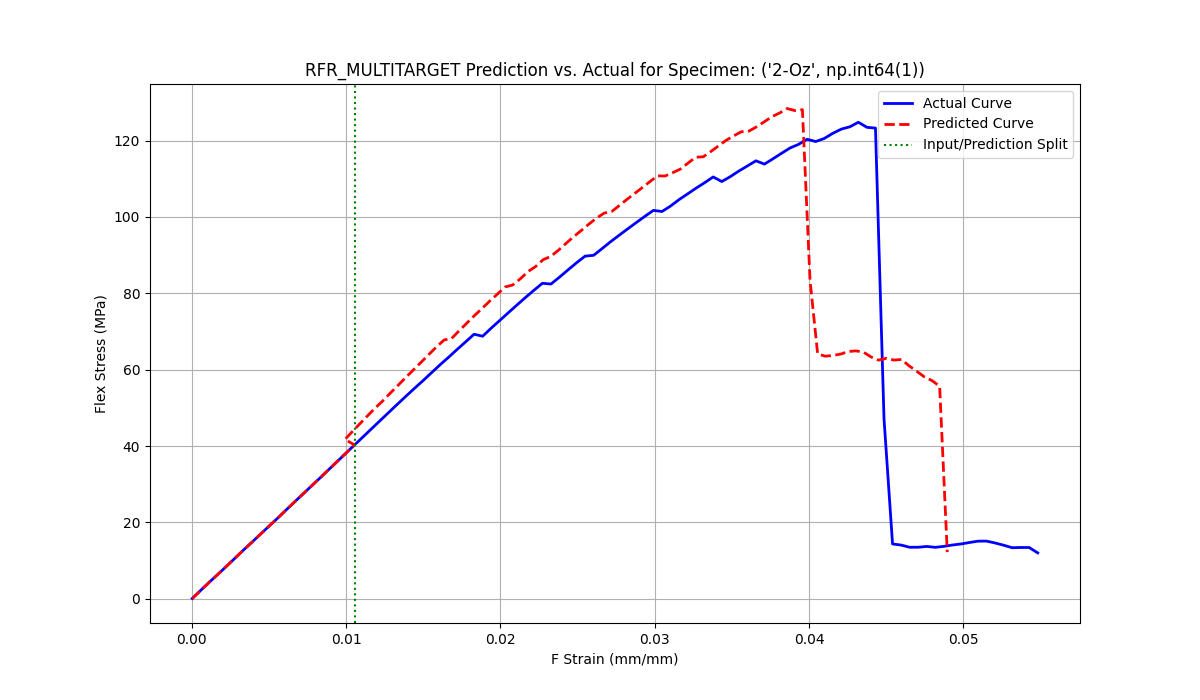 RFR_MULTITARGET Prediction vs. Actual for Specimen: ('2-Oz', np.int64(1))
Actual Curve
Predicted Curve
Input/Prediction Split
Flex Stress (MPa)
120
100
80
60
40
20
0
0.00 0.01 0.02 0.03 0.04 0.05
F Strain (mm/mm)